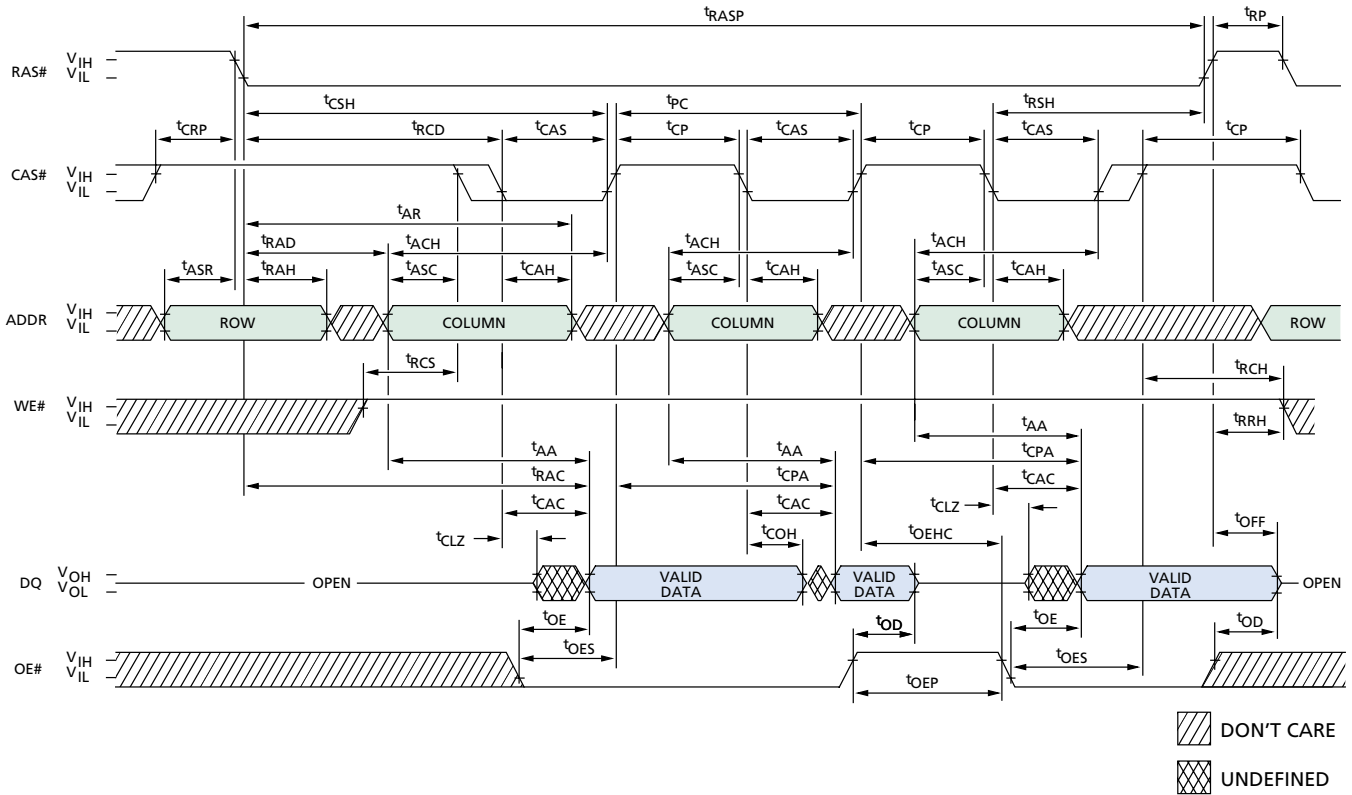 tRASP tRP
RAS# VIH
VIL
tCSH tPC tRSH
tCRP tRCD tCAS tCP tCAS tCP tCAS tCP
CAS# VIH
VIL
tAR
tRAD tACH tACH tACH
tASR tRAH tASC tCAH tASC tCAH tASC tCAH
ADDR VIH
VIL
ROW COLUMN COLUMN COLUMN ROW
tRCS tRCH
WE# VIH
VIL
tRRH
tAA tAA tAA
tRAC tCPA tCPA
tCAC tCAC tCAC
tCLZ tCOH tOEHC tCLZ tOFF
DQ VOH
VOL
OPEN VALID DATA VALID DATA VALID DATA OPEN
tOE tOD tOE tOD
tOES tOES
OE# VIH
VIL
tOEP
DON'T CARE
UNDEFINED